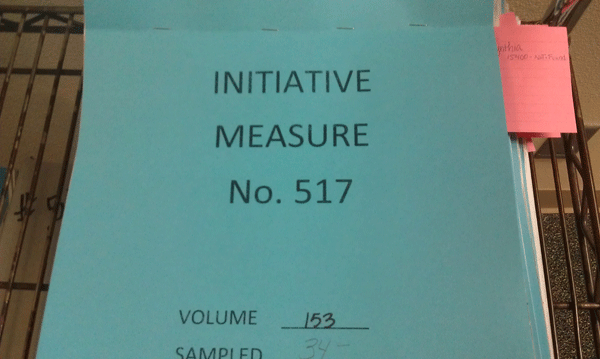 INITIATIVE
MEASURE
No. 517
VOLUME 153
SAMPLED 34-